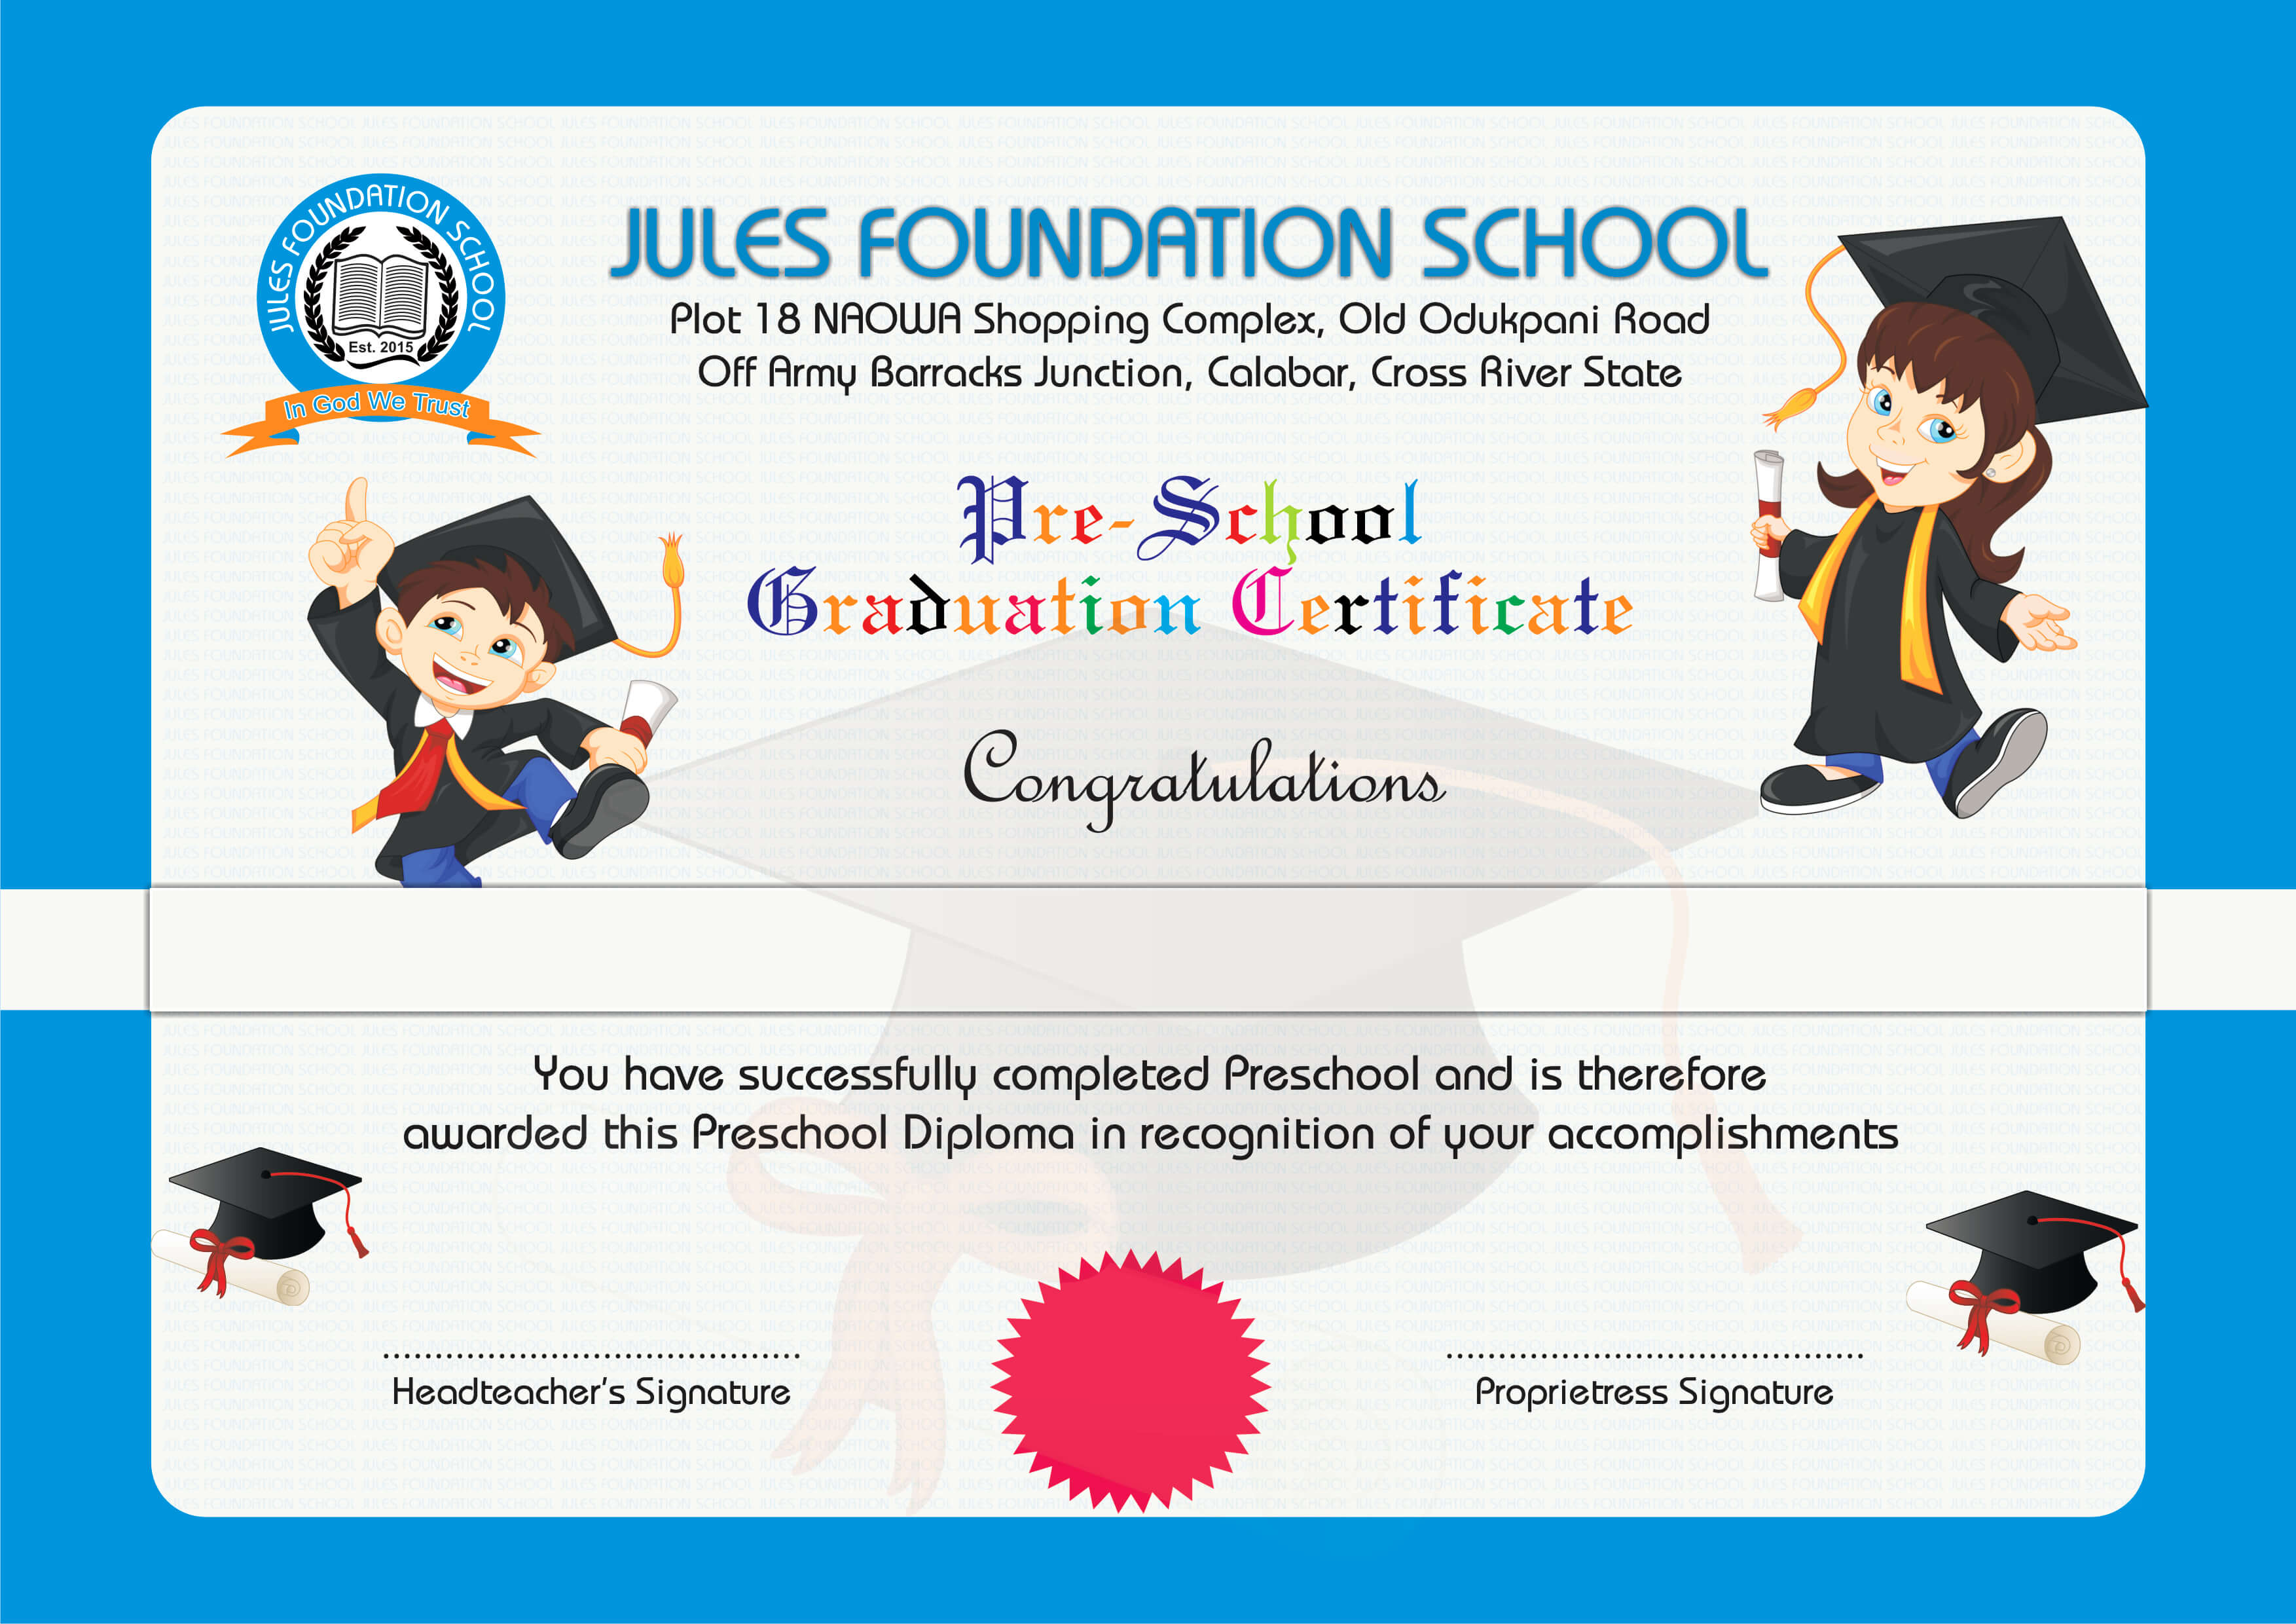 JULES FOUNDATION SCHOOL
Est. 2015
In God We Trust
JULES FOUNDATION SCHOOL
Plot 18 NAOWA Shopping Complex, Old Odukpani Road
Off Army Barracks Junction, Calabar, Cross River State
Pre-School
Graduation Certificate
Congratulations
You have successfully completed Preschool and is therefore
awarded this Preschool Diploma in recognition of your accomplishments
Headteacher's Signature
Proprietress Signature